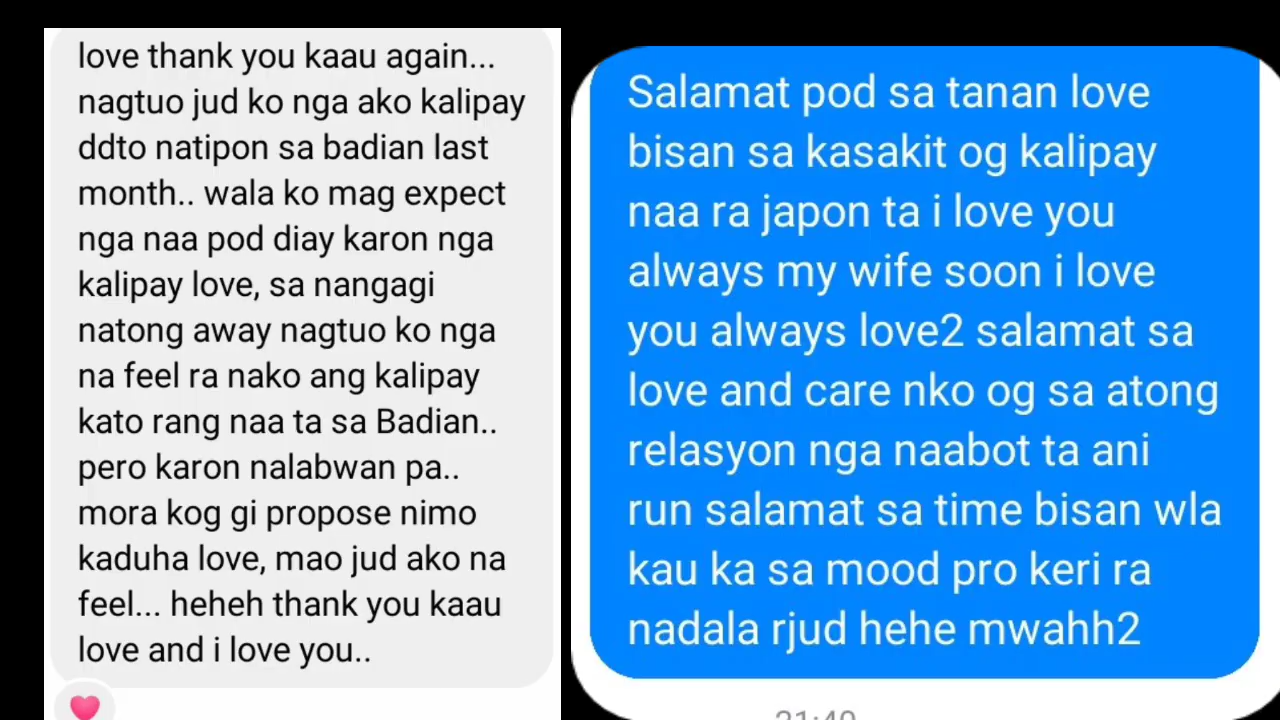 love thank you kaau again...
nagtuo jud ko nga ako kalipay
ddto natipon sa badian last
month.. wala ko mag expect
nga naa pod diay karon nga
kalipay love, sa nangagi
natong away nagtuo ko nga
na feel ra nako ang kalipay
kato rang naa ta sa Badian..
pero karon nalabwan pa..
mora kog gi propose nimo
kaduha love, mao jud ako na
feel... heheh thank you kaau
love and i love you..
Salamat pod sa tanan love
bisan sa kasakit og kalipay
naa ra japon ta i love you
always my wife soon i love
you always love2 salamat sa
love and care nko og sa atong
relasyon nga naabot ta ani
run salamat sa time bisan wla
kau ka sa mood pro keri ra
nadala rjud hehe mwahh2